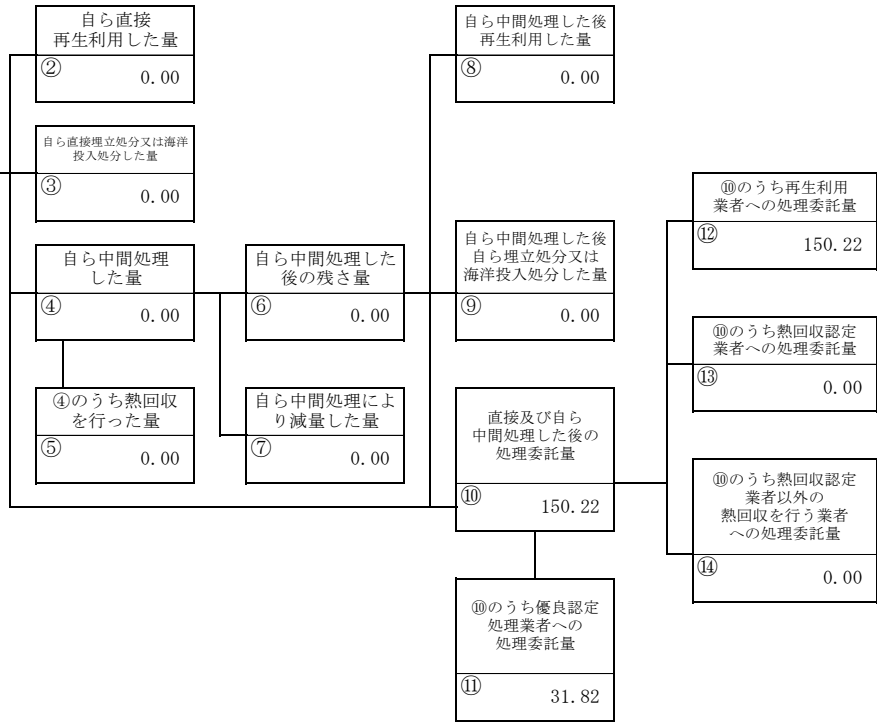 自ら直接
再生利用した量
②
0.00
自ら直接埋立処分又は海洋
投入処分した量
③
0.00
自ら中間処理
した量
④
0.00
④のうち熱回収
を行った量
⑤
0.00
自ら中間処理した
後の残さ量
⑥
0.00
自ら中間処理によ
り減量した量
⑦
0.00
自ら中間処理した後
再生利用した量
⑧
0.00
自ら中間処理した後
自ら埋立処分又は
海洋投入処分した量
⑨
0.00
直接及び自ら
中間処理した後の
処理委託量
⑩
150.22
⑩のうち優良認定
処理業者への
処理委託量
⑪
31.82
⑩のうち再生利用
業者への処理委託量
⑫
150.22
⑩のうち熱回収認定
業者への処理委託量
⑬
0.00
⑩のうち熱回収認定
業者以外の
熱回収を行う業者
への処理委託量
⑭
0.00